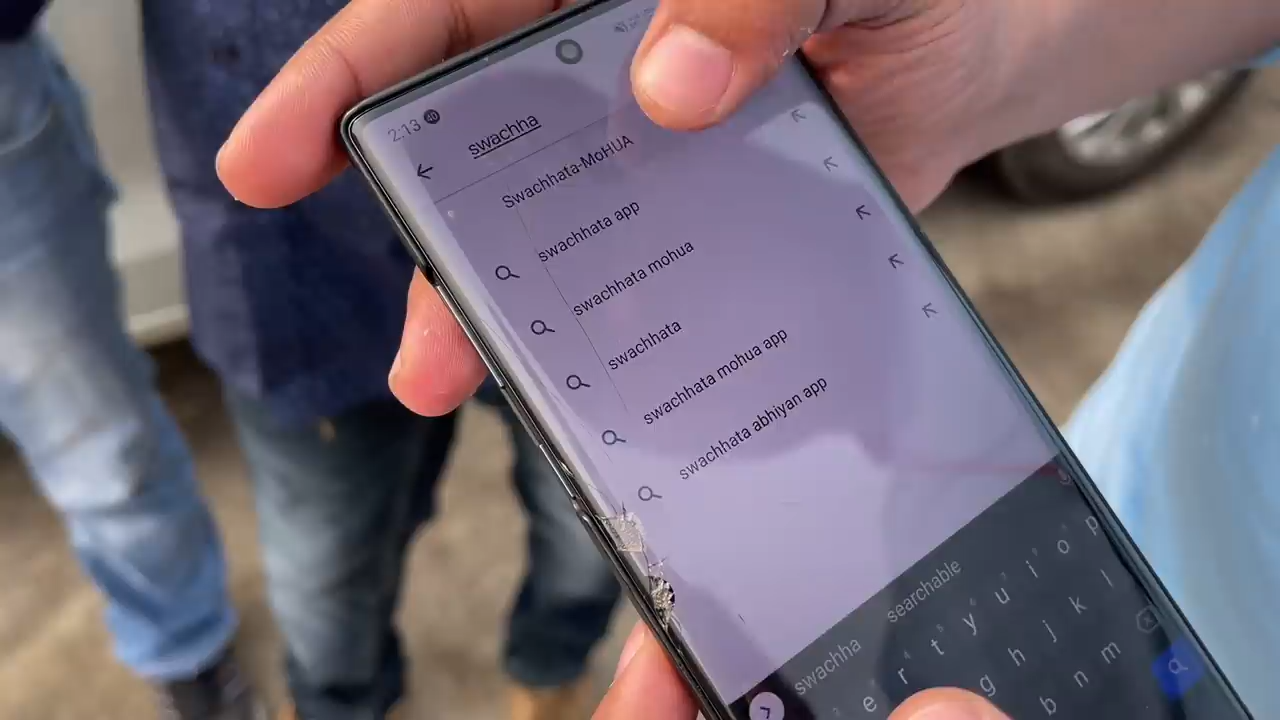 2:13
swachha
Swachhata-MoHUA
swachhata app
swachhata mohua
swachhata
swachhata mohua app
swachhata abhiyan app
swachha searchable
e r t y u i o p
g h j k l
b n m